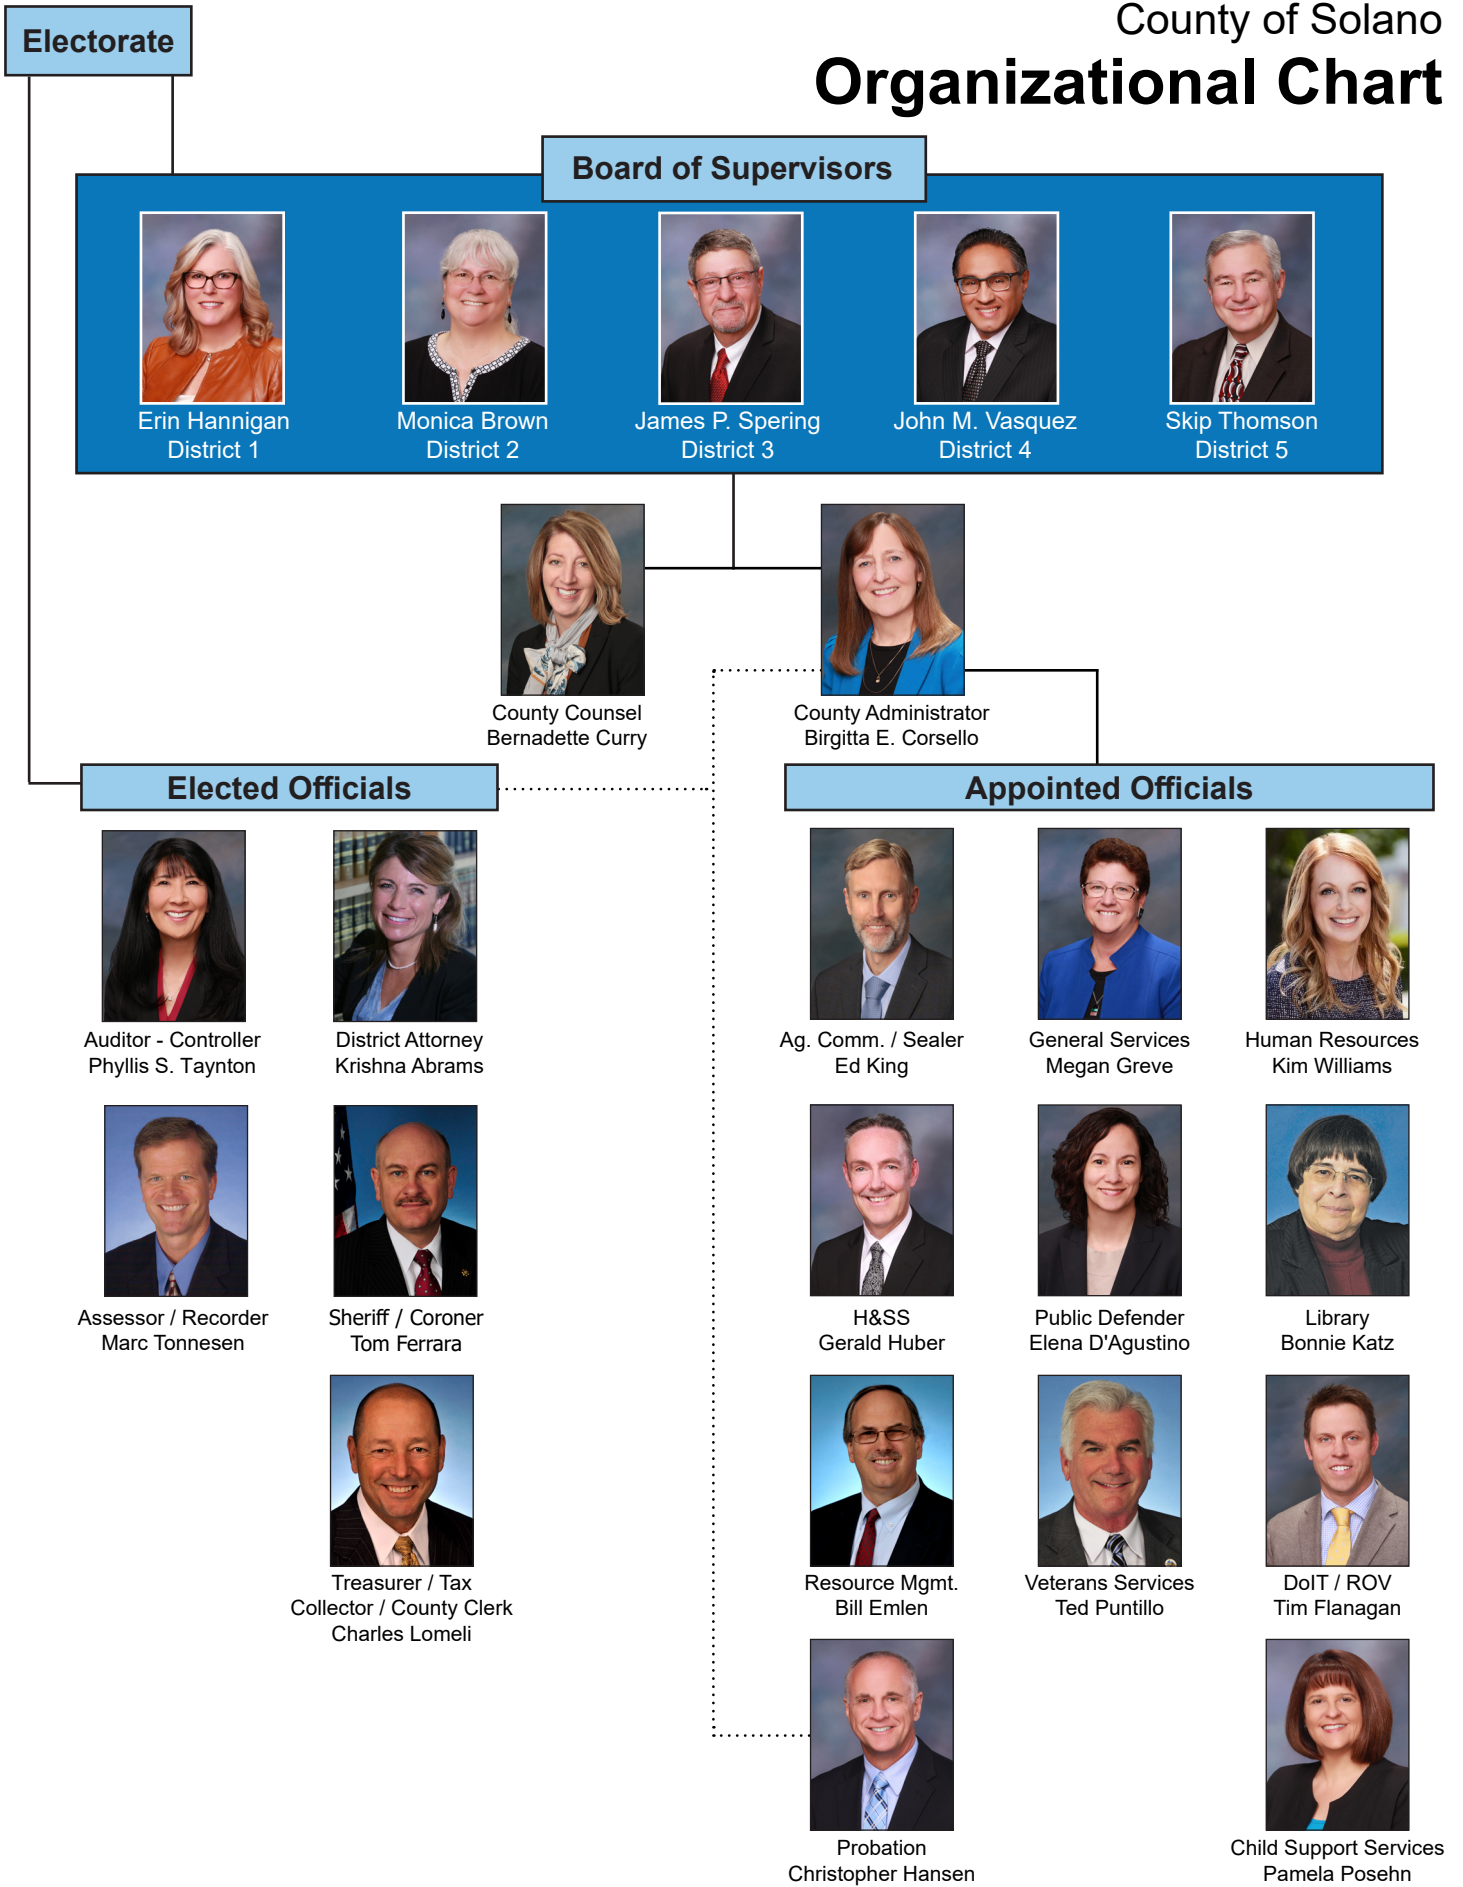 Electorate
County of Solano
Organizational Chart
Board of Supervisors
Erin Hannigan
District 1
Monica Brown
District 2
James P. Spering
District 3
John M. Vasquez
District 4
Skip Thomson
District 5
County Counsel
Bernadette Curry
County Administrator
Birgitta E. Corsello
Elected Officials
Auditor - Controller
Phyllis S. Taynton
District Attorney
Krishna Abrams
Assessor / Recorder
Marc Tonnesen
Sheriff / Coroner
Tom Ferrara
Treasurer / Tax
Collector / County Clerk
Charles Lomeli
Appointed Officials
Ag. Comm. / Sealer
Ed King
General Services
Megan Greve
Human Resources
Kim Williams
H&SS
Gerald Huber
Public Defender
Elena D'Agustino
Library
Bonnie Katz
Resource Mgmt.
Bill Emlen
Veterans Services
Ted Puntillo
DoIT / ROV
Tim Flanagan
Probation
Christopher Hansen
Child Support Services
Pamela Posehn